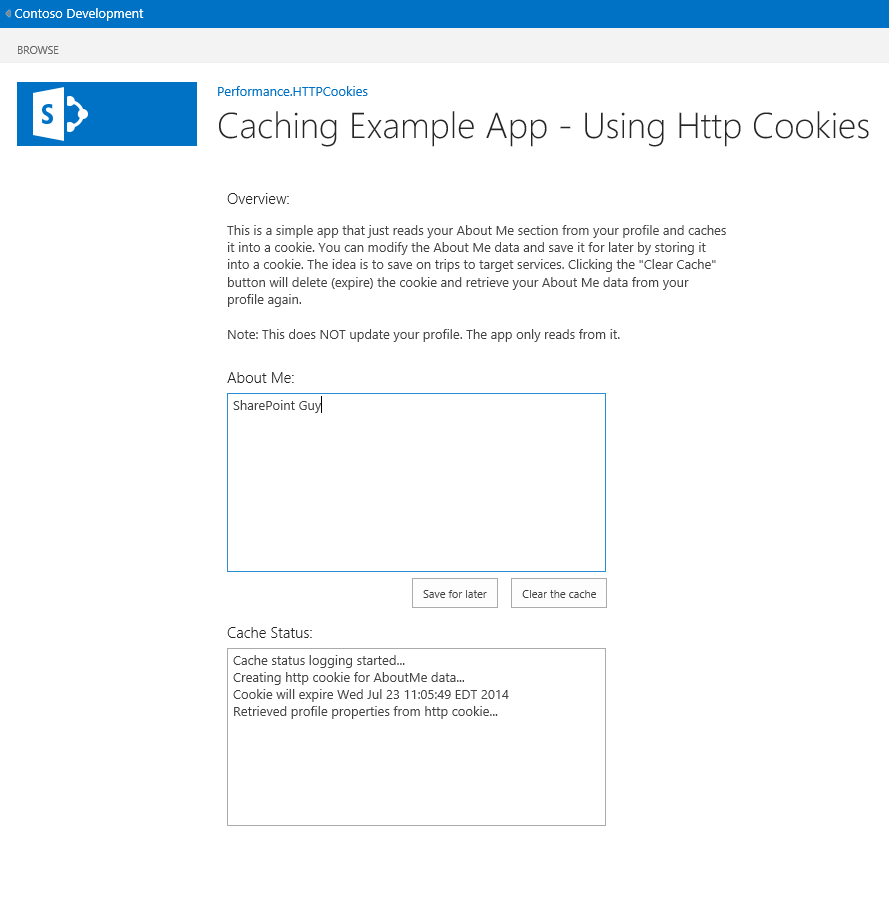 Contoso Development
BROWSE
S
Performance.HTTPCookies
Caching Example App - Using Http Cookies
Overview:
This is a simple app that just reads your About Me section from your profile and caches
it into a cookie. You can modify the About Me data and save it for later by storing it
into a cookie. The idea is to save on trips to target services. Clicking the "Clear Cache"
button will delete (expire) the cookie and retrieve your About Me data from your
profile again.
Note: This does NOT update your profile. The app only reads from it.
About Me:
SharePoint Guy
Save for later
Clear the cache
Cache Status:
Cache status logging started...
Creating http cookie for AboutMe data...
Cookie will expire Wed Jul 23 11:05:49 EDT 2014
Retrieved profile properties from http cookie...